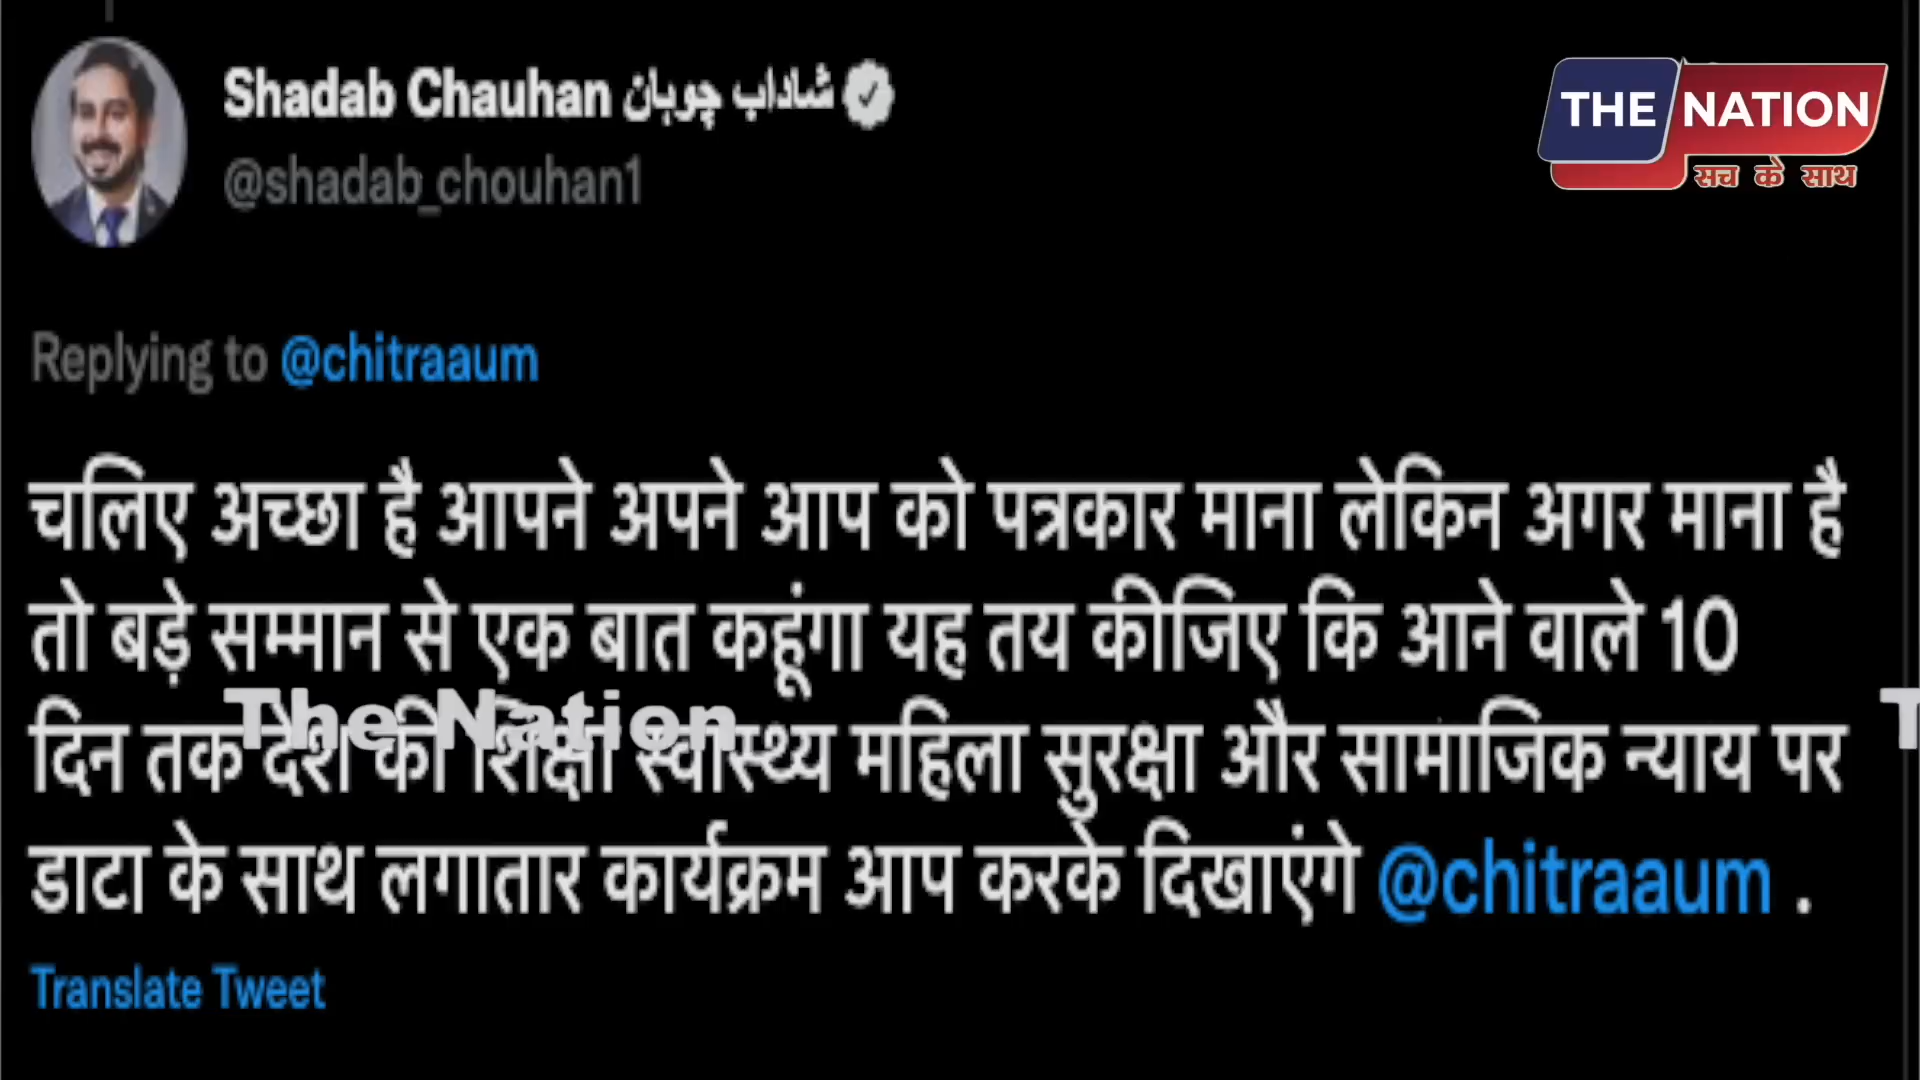 Shadab Chauhan شاداب چوہان
THE NATION
सच के साथ
@shadab_chouhan1
Replying to @chitraaum
चलिए अच्छा है आपने अपने आप को पत्रकार माना लेकिन अगर माना है
तो बड़े सम्मान से एक बात कहूंगा यह तय कीजिए कि आने वाले 10
The Nation
दिन तक देश की शिक्षा स्वास्थ्य महिला सुरक्षा और सामाजिक न्याय पर
डाटा के साथ लगातार कार्यक्रम आप करके दिखाएंगे @chitraaum .
Translate Tweet